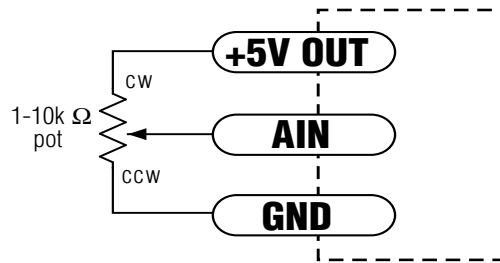 +5V OUT
CW
1-10k Ω
pot
AIN
CCW
GND